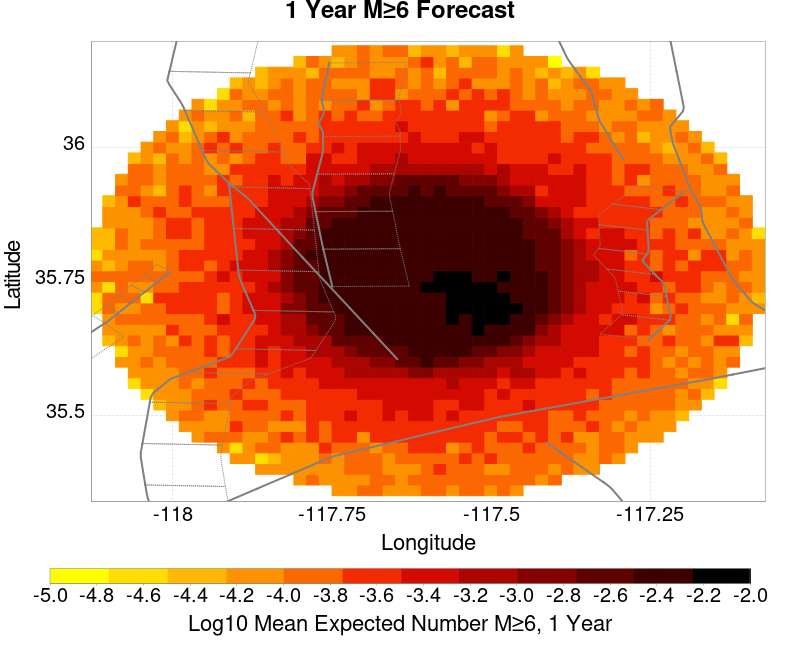 1 Year M≥6 Forecast
36
35.75
35.5
Latitude
-118 -117.75 -117.5 -117.25
Longitude
-5.0 -4.8 -4.6 -4.4 -4.2 -4.0 -3.8 -3.6 -3.4 -3.2 -3.0 -2.8 -2.6 -2.4 -2.2 -2.0
Log10 Mean Expected Number M≥6, 1 Year